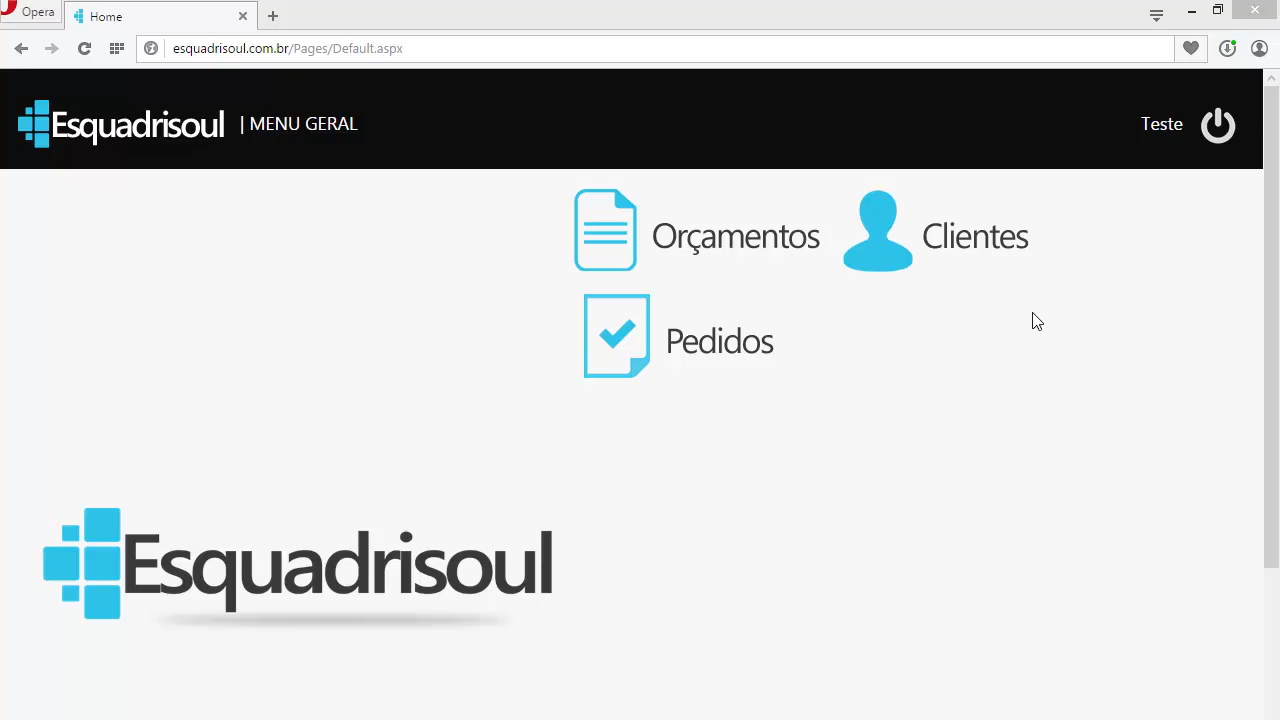 Opera
Home
esquadrisoul.com.br/Pages/Default.aspx
Esquadrisoul | MENU GERAL
Teste
Orçamentos
Clientes
Pedidos
Esquadrisoul